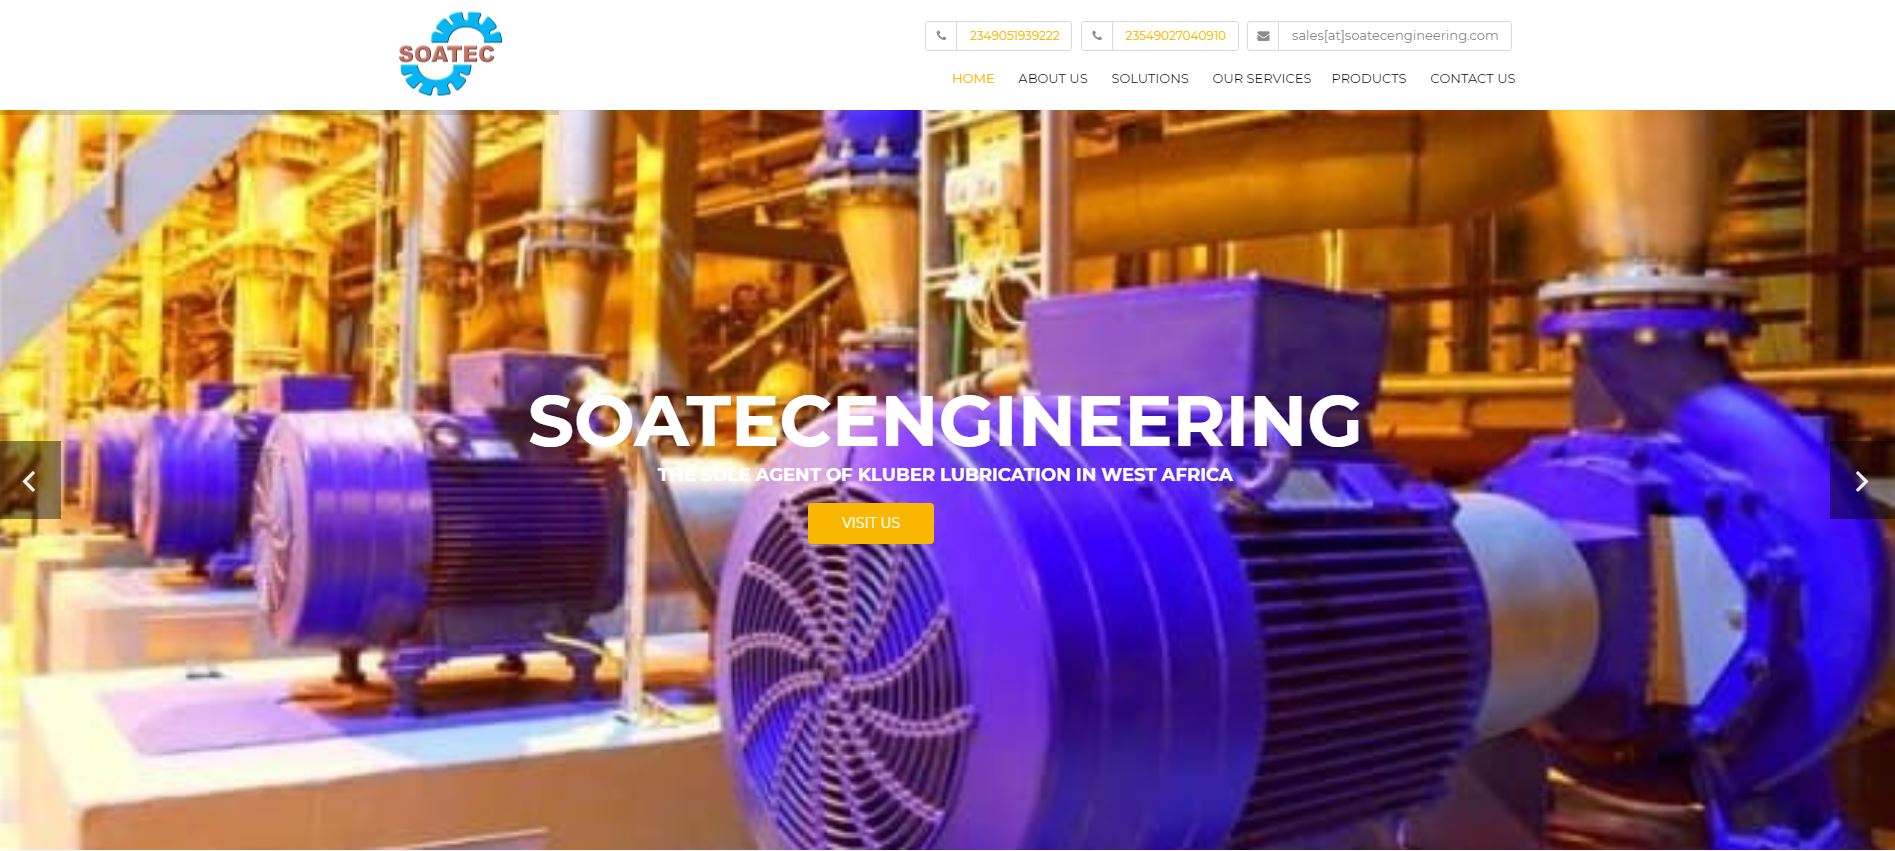 SOATEC
2349051939222
23549027040910
sales[at]soatecengineering.com
HOME ABOUT US SOLUTIONS OUR SERVICES PRODUCTS CONTACT US
SOATECENGINEERING
THE SOLE AGENT OF KLUBER LUBRICATION IN WEST AFRICA
VISIT US